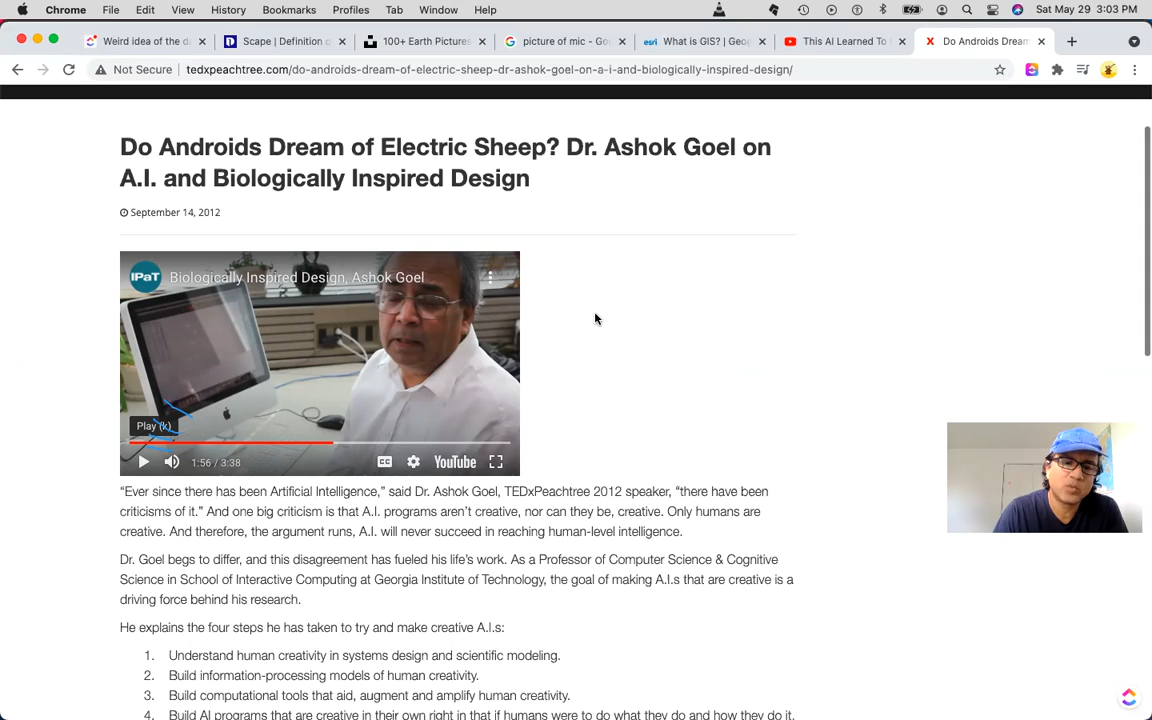 Chrome File Edit View History Bookmarks Profiles Tab Window Help Sat May 29 3:03 PM
Weird idea of the d
Scape | Definition o
100+ Earth Pictures
picture of mic - Goo
esri What is GIS? | Geog
This AI Learned To
X Do Androids Dream
Not Secure | tedxpeachtree.com/do-androids-dream-of-electric-sheep-dr-ashok-goel-on-a-i-and-biologically-inspired-design/
Do Androids Dream of Electric Sheep? Dr. Ashok Goel on
A.I. and Biologically Inspired Design
September 14, 2012
IPaT Biologically Inspired Design, Ashok Goel
Play (k)
1:56 / 3:38 CC YouTube
“Ever since there has been Artificial Intelligence,” said Dr. Ashok Goel, TEDxPeachtree 2012 speaker, “there have been
criticisms of it.” And one big criticism is that A.I. programs aren’t creative, nor can they be, creative. Only humans are
creative. And therefore, the argument runs, A.I. will never succeed in reaching human-level intelligence.
Dr. Goel begs to differ, and this disagreement has fueled his life’s work. As a Professor of Computer Science & Cognitive
Science in School of Interactive Computing at Georgia Institute of Technology, the goal of making A.I.s that are creative is a
driving force behind his research.
He explains the four steps he has taken to try and make creative A.I.s:
1. Understand human creativity in systems design and scientific modeling.
2. Build information-processing models of human creativity.
3. Build computational tools that aid, augment and amplify human creativity.
4. Build AI programs that are creative in their own right in that if humans were to do what they do and how they do it,